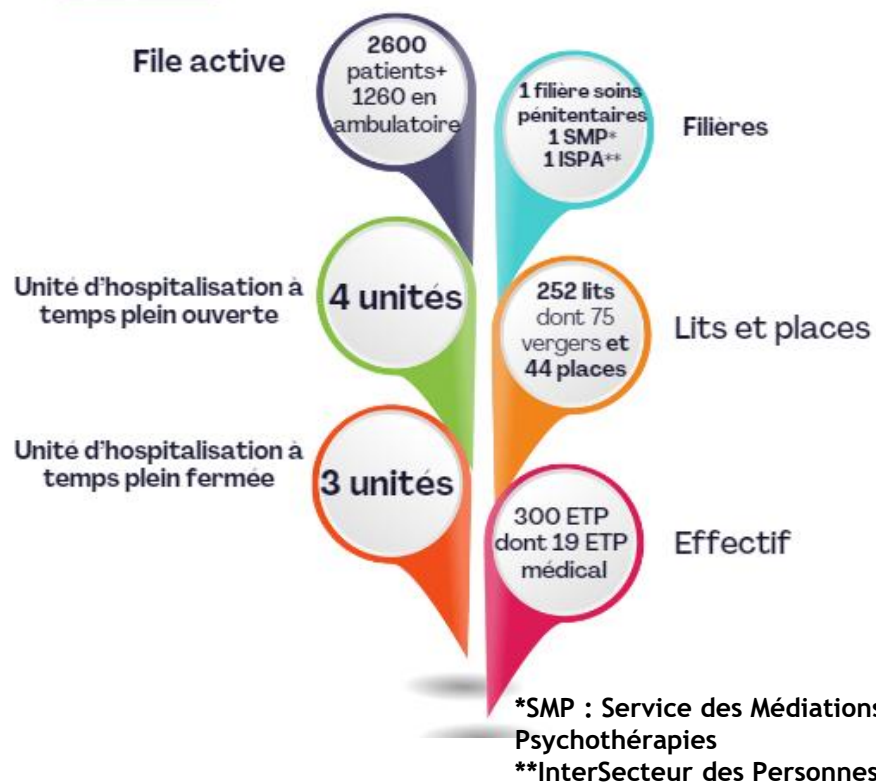 File active
2600
patients+
1260 en
ambulatoire
1 filière soins
pénitentaires
1 SMP*
1 ISPA**
Filières
Unité d'hospitalisation à
temps plein ouverte
4 unités
252 lits
dont 75
vergers et
44 places
Lits et places
Unité d'hospitalisation à
temps plein fermée
3 unités
300 ETP
dont 19 ETP
médical
Effectif
*SMP : Service des Médiations
Psychothérapies
**InterSecteur des Personnes